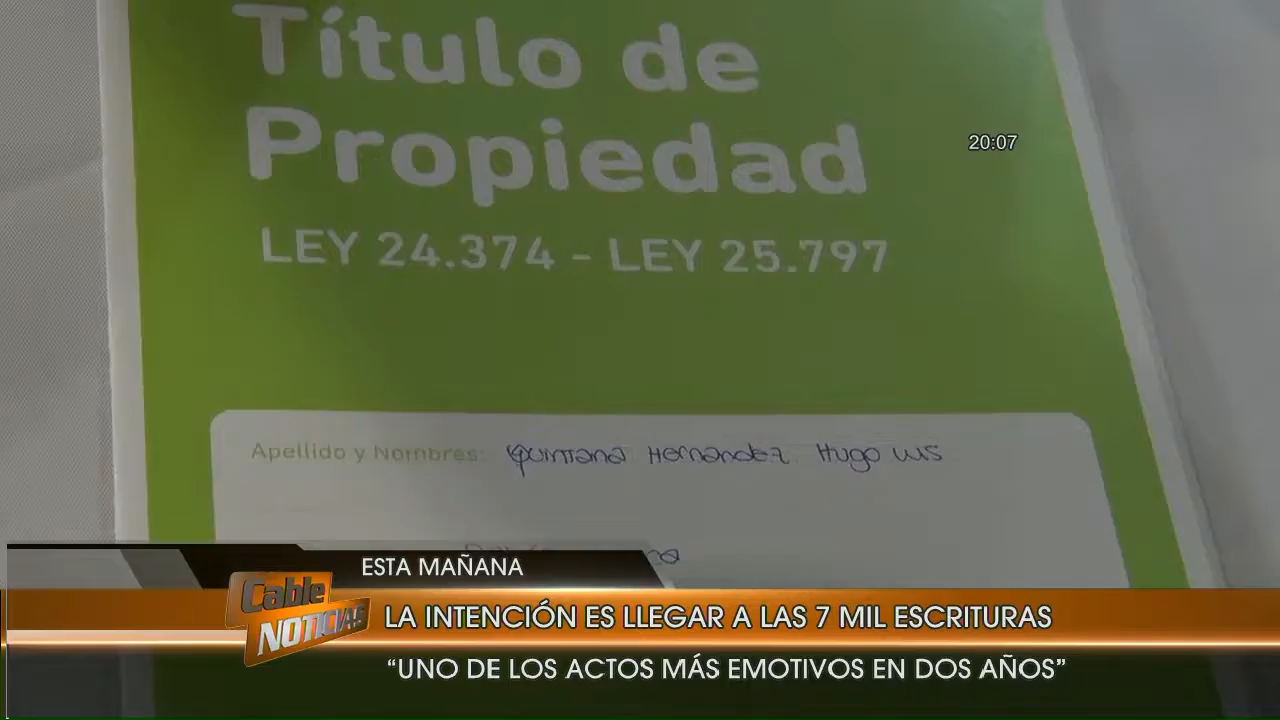 Título de
Propiedad
20:07
LEY 24.374 - LEY 25.797
Apellido y Nombres: Quintana Hernandez Hugo Luis
ESTA MAÑANA
Cable
NOTICIAS
LA INTENCIÓN ES LLEGAR A LAS 7 MIL ESCRITURAS
“UNO DE LOS ACTOS MÁS EMOTIVOS EN DOS AÑOS”